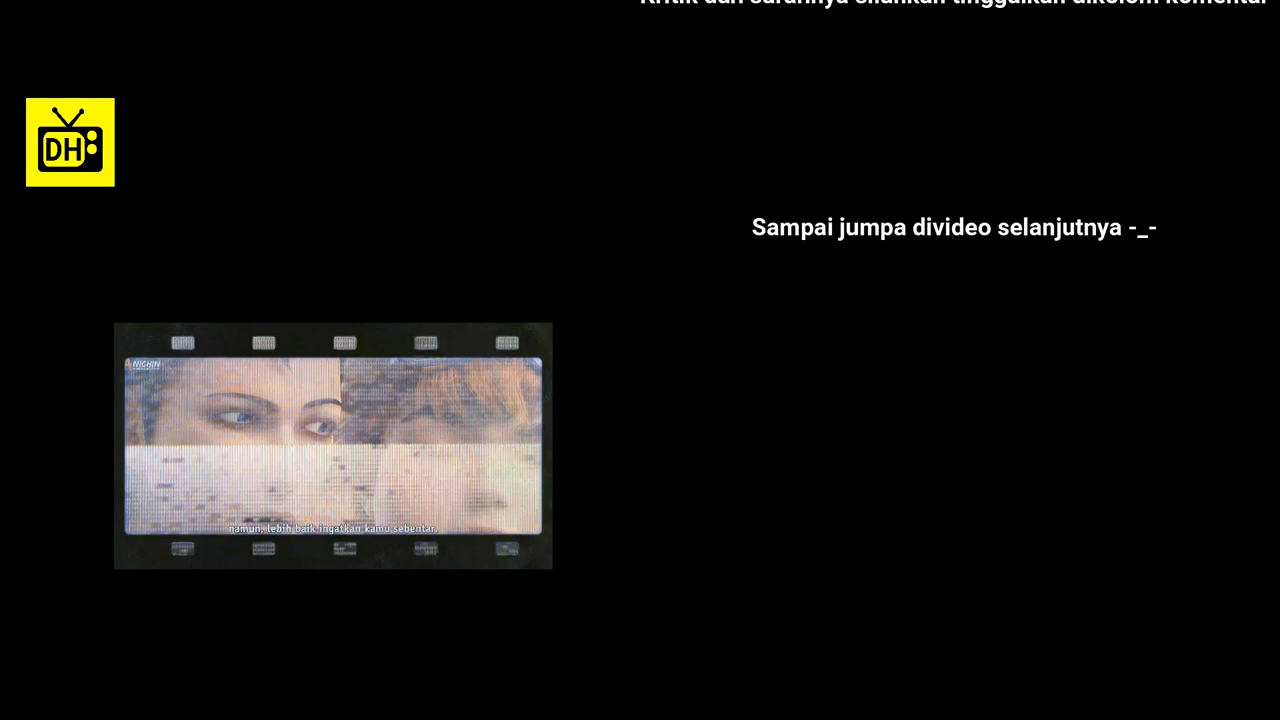 Kritik dan sarannya silahkan tinggalkan dikolom komentar
DH
Sampai jumpa divideo selanjutnya -_-
namun, lebih baik ingatkan kamu sebentar.